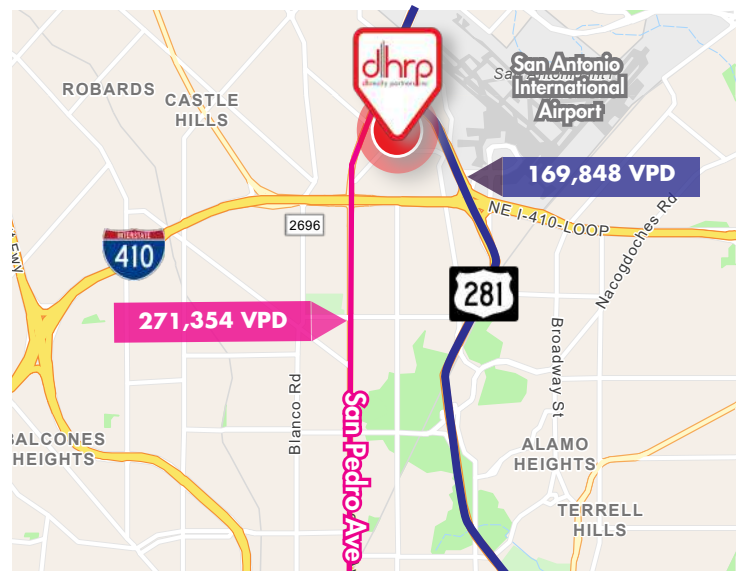 dhrp
San Antonio
International
Airport
ROBARDS
CASTLE
HILLS
169,848 VPD
NE I-410-LOOP
Nacogdoches Rd
2696
INTERSTATE
410
281
271,354 VPD
Blanco Rd
San Pedro Ave
Broadway St
BALCONES
HEIGHTS
ALAMO
HEIGHTS
TERRELL
HILLS